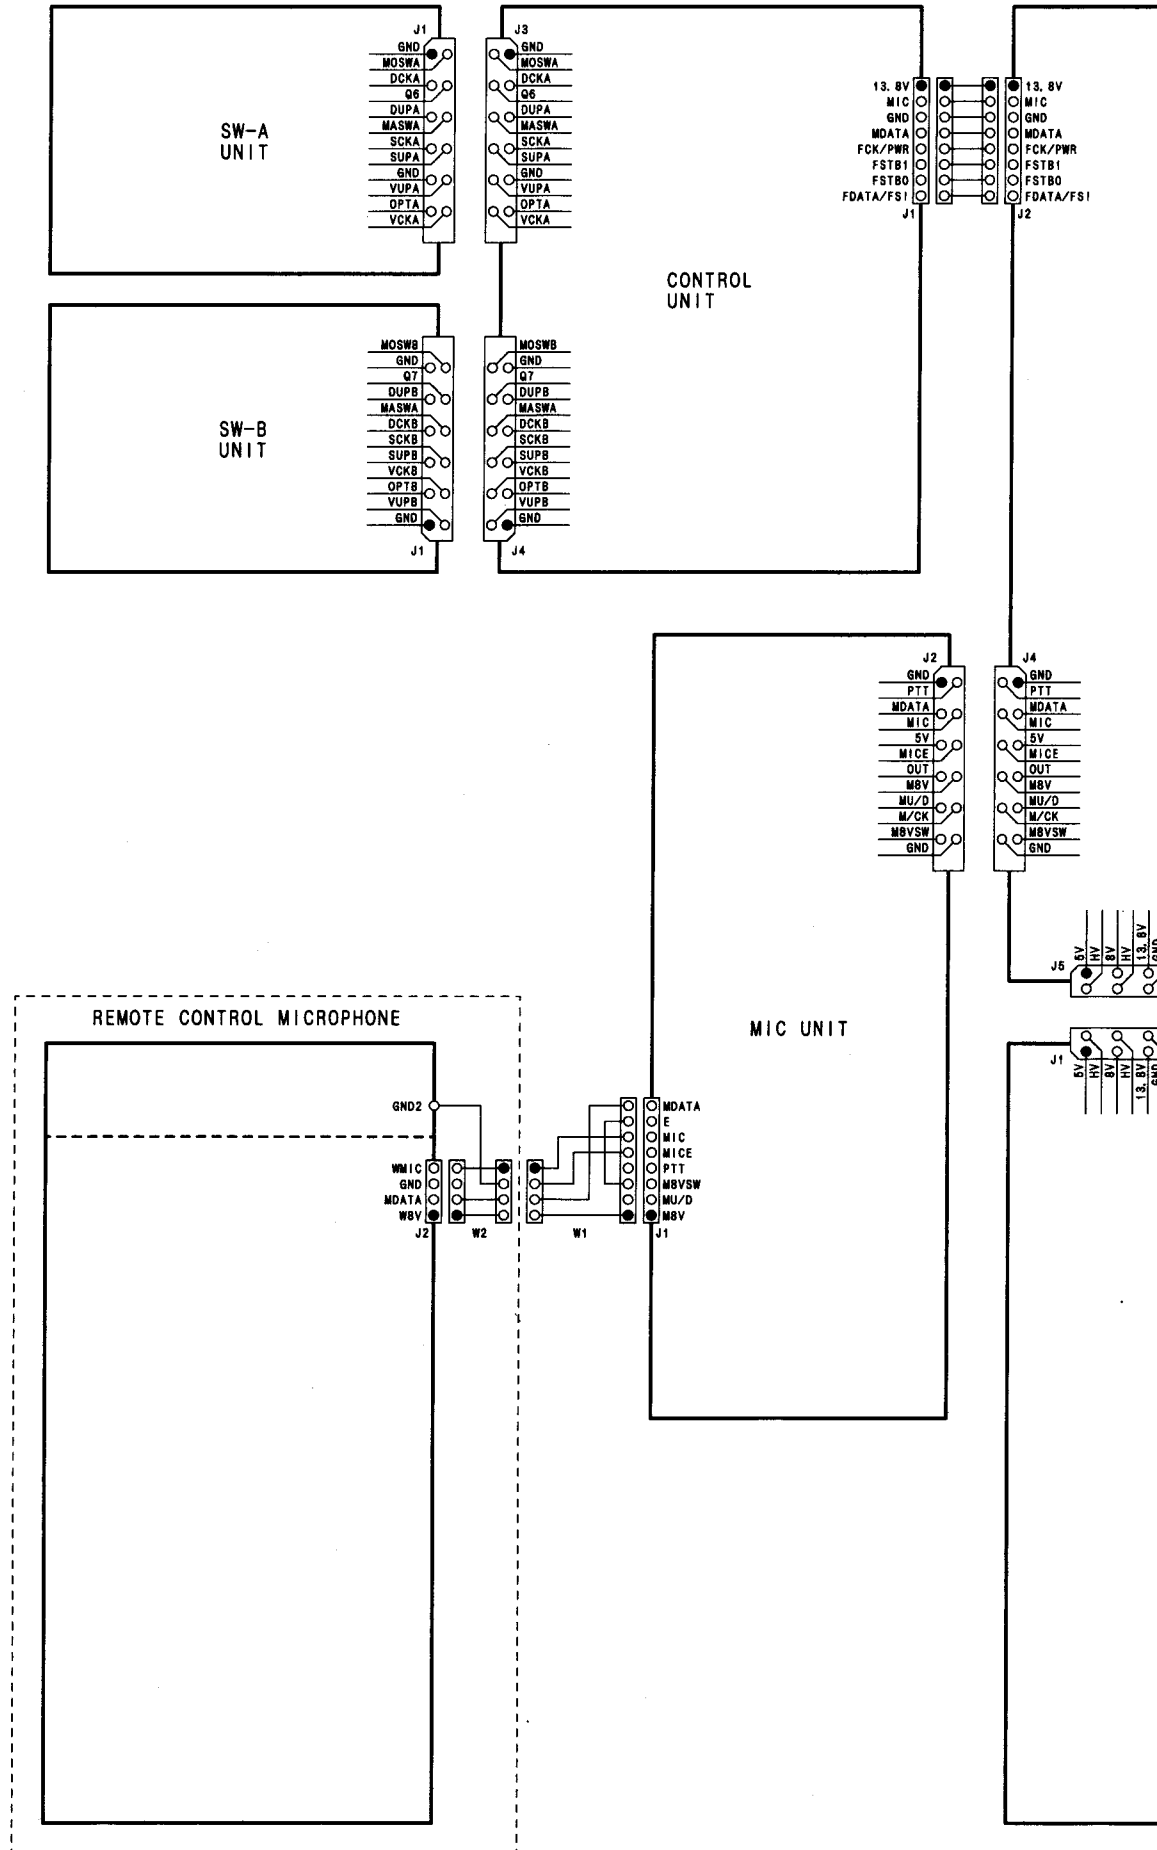 J1
GND
MOSWA
DCKA
Q6
DUPA
MASWA
SCKA
SUPA
GND
VUPA
OPTA
VCKA
SW-A
UNIT
J3
GND
MOSWA
DCKA
Q6
DUPA
MASWA
SCKA
SUPA
GND
VUPA
OPTA
VCKA
CONTROL
UNIT
13.8V
MIC
GND
MDATA
FCK/PWR
FSTB1
FSTB0
FDATA/FSI
J1
13.8V
MIC
GND
MDATA
FCK/PWR
FSTB1
FSTB0
FDATA/FSI
J2
MOSWB
GND
Q7
DUPB
MASWA
DCKB
SCKB
SUPB
VCKB
OPTB
VUPB
GND
J1
SW-B
UNIT
MOSWB
GND
Q7
DUPB
MASWA
DCKB
SCKB
SUPB
VCKB
OPTB
VUPB
GND
J4
J2
GND
PTT
MDATA
MIC
5V
MICE
OUT
M8V
MU/D
M/CK
M8VSW
GND
J4
GND
PTT
MDATA
MIC
5V
MICE
OUT
M8V
MU/D
M/CK
M8VSW
GND
J5
5V
HV
8V
HV
13.8V
GND
J1
5V
HV
8V
HV
13.8V
GND
MIC UNIT
REMOTE CONTROL MICROPHONE
GND2
WMIC
GND
MDATA
W8V
J2
W2
W1
MDATA
E
MIC
MICE
PTT
M8VSW
MU/D
M8V
J1